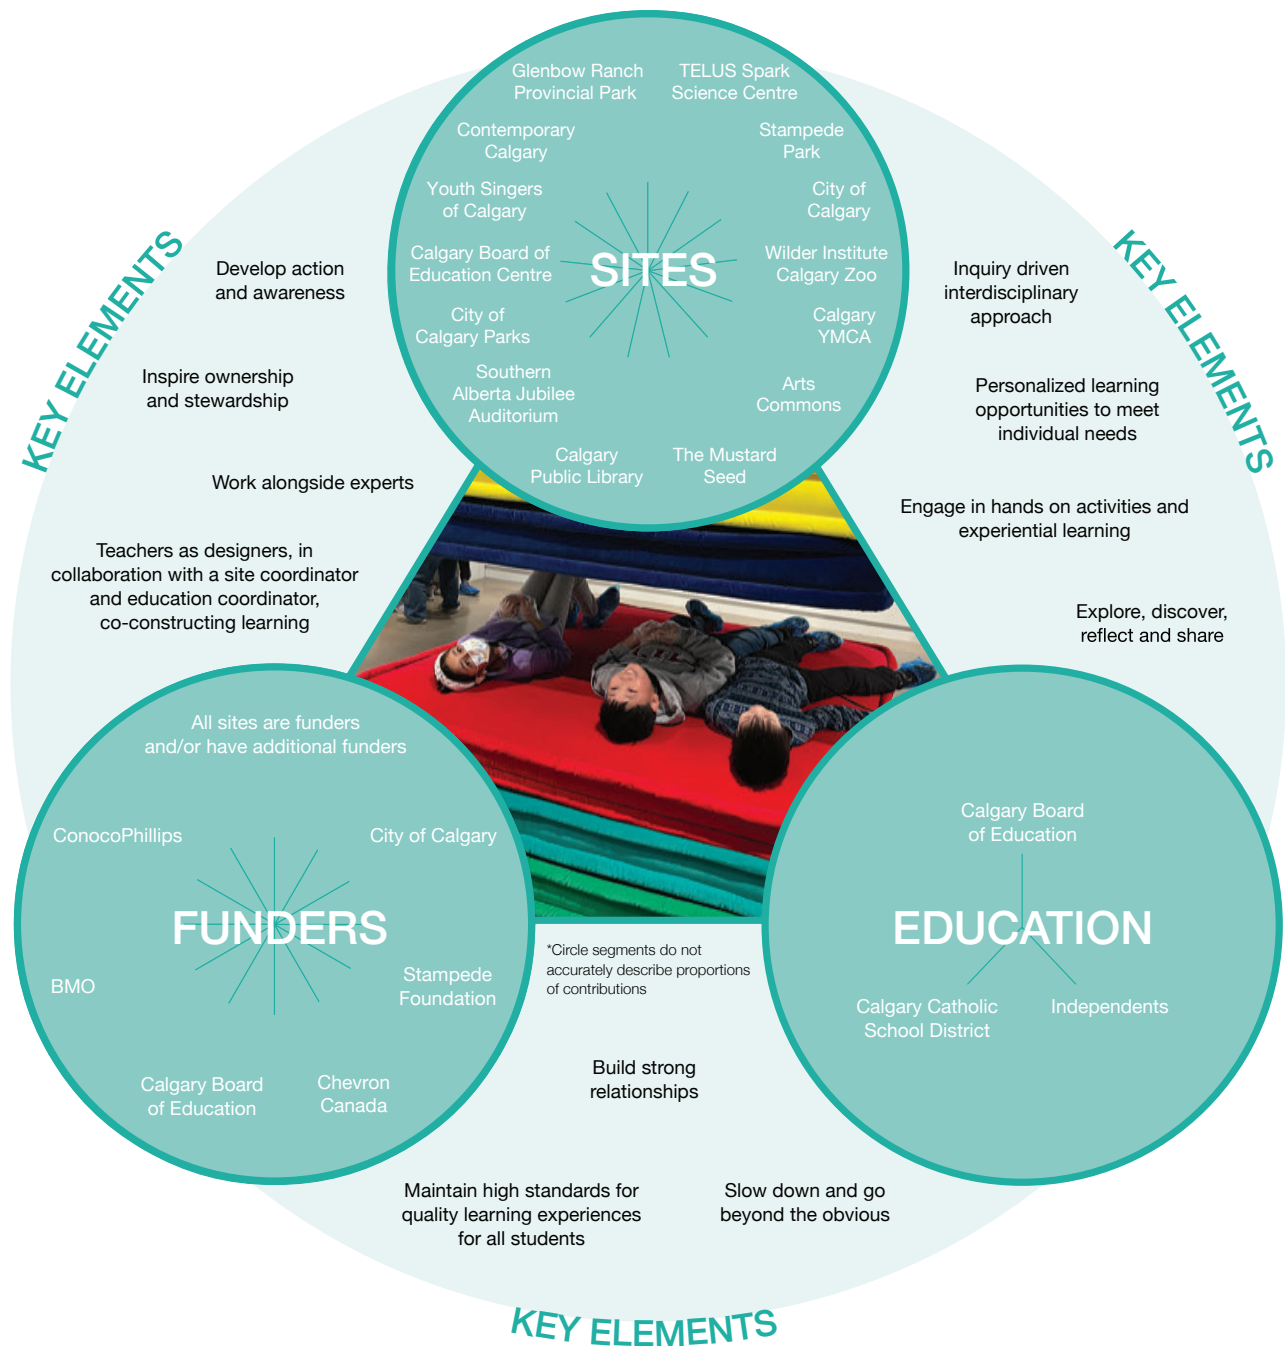 Glenbow Ranch
Provincial Park
TELUS Spark
Science Centre
Contemporary
Calgary
Stampede
Park
Youth Singers
of Calgary
City of
Calgary
Calgary Board of
Education Centre
SITES
Wilder Institute
Calgary Zoo
City of
Calgary Parks
Calgary
YMCA
Southern
Alberta Jubilee
Auditorium
Arts
Commons
Calgary
Public Library
The Mustard
Seed
KEY ELEMENTS
Develop action
and awareness
Inspire ownership
and stewardship
Work alongside experts
Teachers as designers, in
collaboration with a site coordinator
and education coordinator,
co-constructing learning
KEY ELEMENTS
Inquiry driven
interdisciplinary
approach
Personalized learning
opportunities to meet
individual needs
Engage in hands on activities and
experiential learning
Explore, discover,
reflect and share
All sites are funders
and/or have additional funders
ConocoPhillips
City of Calgary
FUNDERS
BMO
Stampede
Foundation
Calgary Board
of Education
Chevron
Canada
*Circle segments do not
accurately describe proportions
of contributions
Calgary Board
of Education
EDUCATION
Calgary Catholic
School District
Independents
Build strong
relationships
Maintain high standards for
quality learning experiences
for all students
Slow down and go
beyond the obvious
KEY ELEMENTS